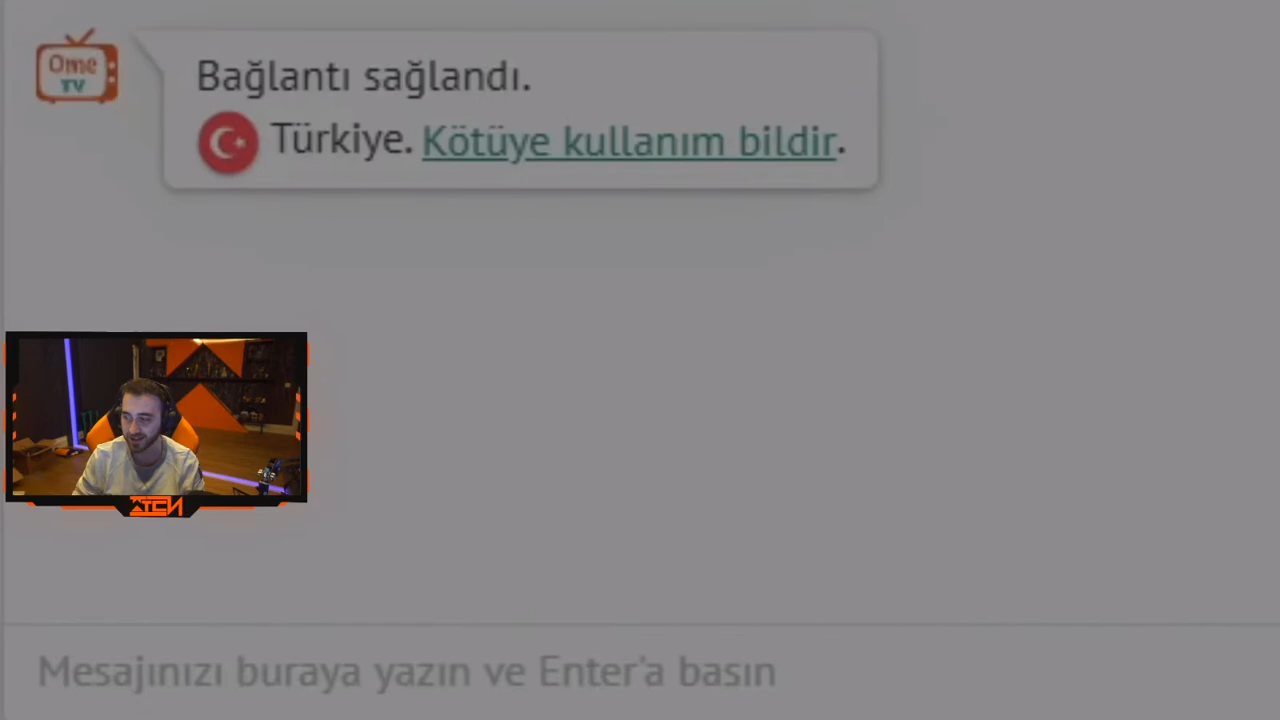 Ome
TV
Bağlantı sağlandı.
Türkiye. Kötüye kullanım bildir.
Mesajınızı buraya yazın ve Enter'a basın